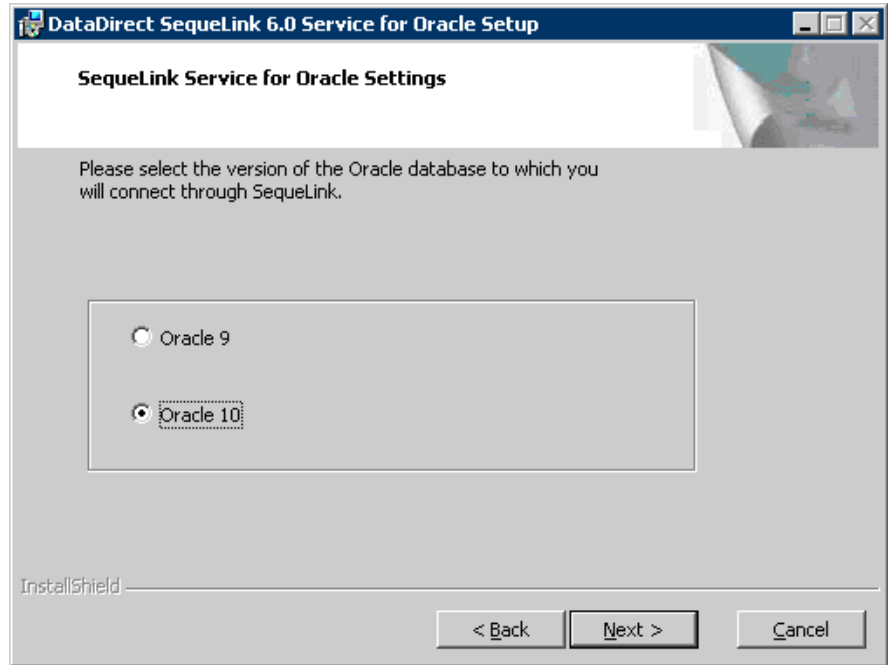 DataDirect SequeLink 6.0 Service for Oracle Setup
SequeLink Service for Oracle Settings
Please select the version of the Oracle database to which you
will connect through SequeLink.
Oracle 9
Oracle 10
InstallShield
< Back
Next >
Cancel